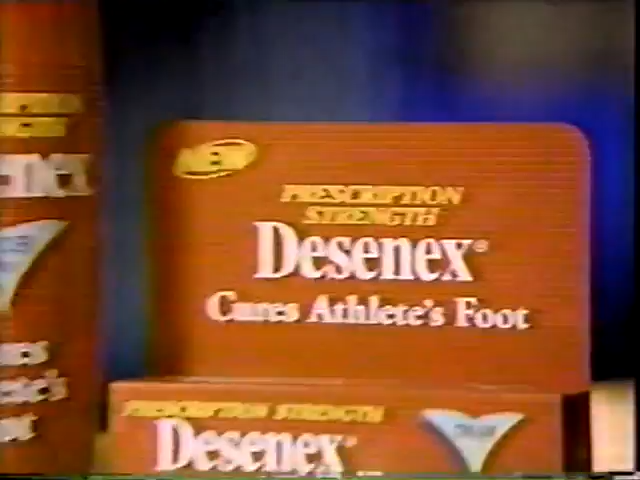 NEW
PRESCRIPTION
STRENGTH
Desenex®
Cures Athlete's Foot
PRESCRIPTION STRENGTH
Desenex®